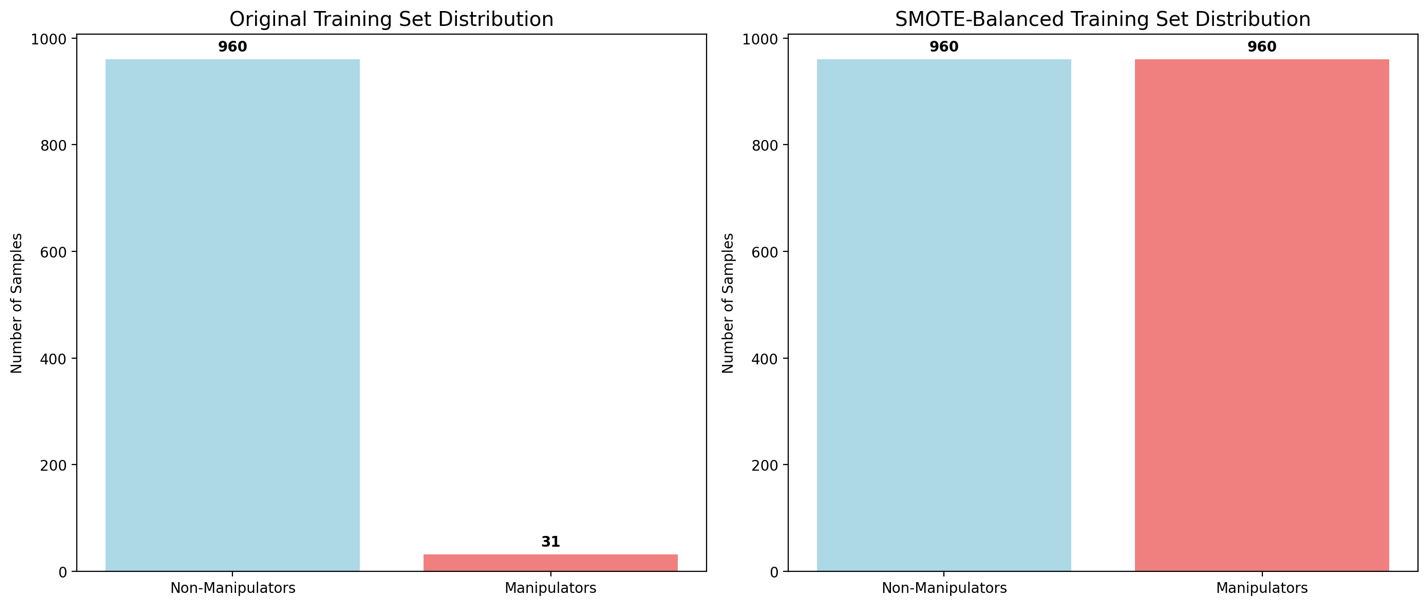 Original Training Set Distribution
Number of Samples
1000
800
600
400
200
0
960
31
Non-Manipulators
Manipulators
SMOTE-Balanced Training Set Distribution
Number of Samples
1000
800
600
400
200
0
960
960
Non-Manipulators
Manipulators